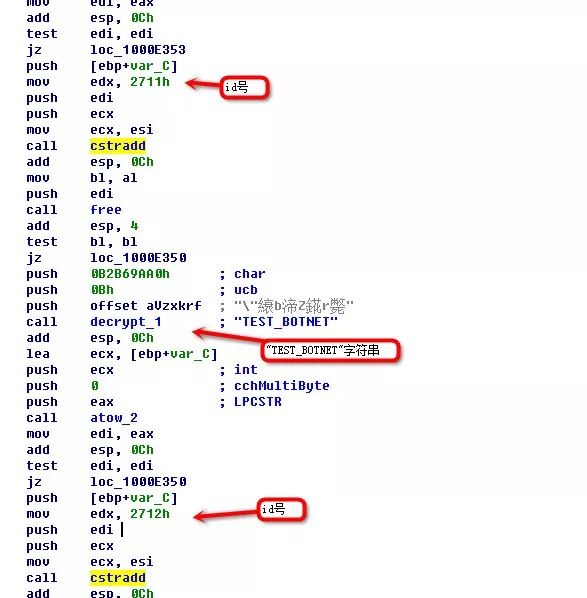 mov edi, eax
add esp, 0Ch
test edi, edi
jz loc_1000E353
push [ebp+var_C]
mov edx, 2711h
id号
push edi
push ecx
mov ecx, esi
call cstradd
add esp, 0Ch
mov bl, al
push edi
call free
add esp, 4
test bl, bl
jz loc_1000E350
push 0B2B69AA0h ; char
push 0Bh ; ucb
push offset aVzxkrf ; "\"缞b渧Z錵r斃"
call decrypt_1 ; "TEST_BOTNET"
add esp, 0Ch
"TEST_BOTNET"字符串
lea ecx, [ebp+var_C]
push ecx ; int
push 0 ; cchMultiByte
push eax ; LPCSTR
call atow_2
mov edi, eax
add esp, 0Ch
test edi, edi
jz loc_1000E350
push [ebp+var_C]
mov edx, 2712h
id号
push edi
push ecx
mov ecx, esi
call cstradd
add esp, 0Ch